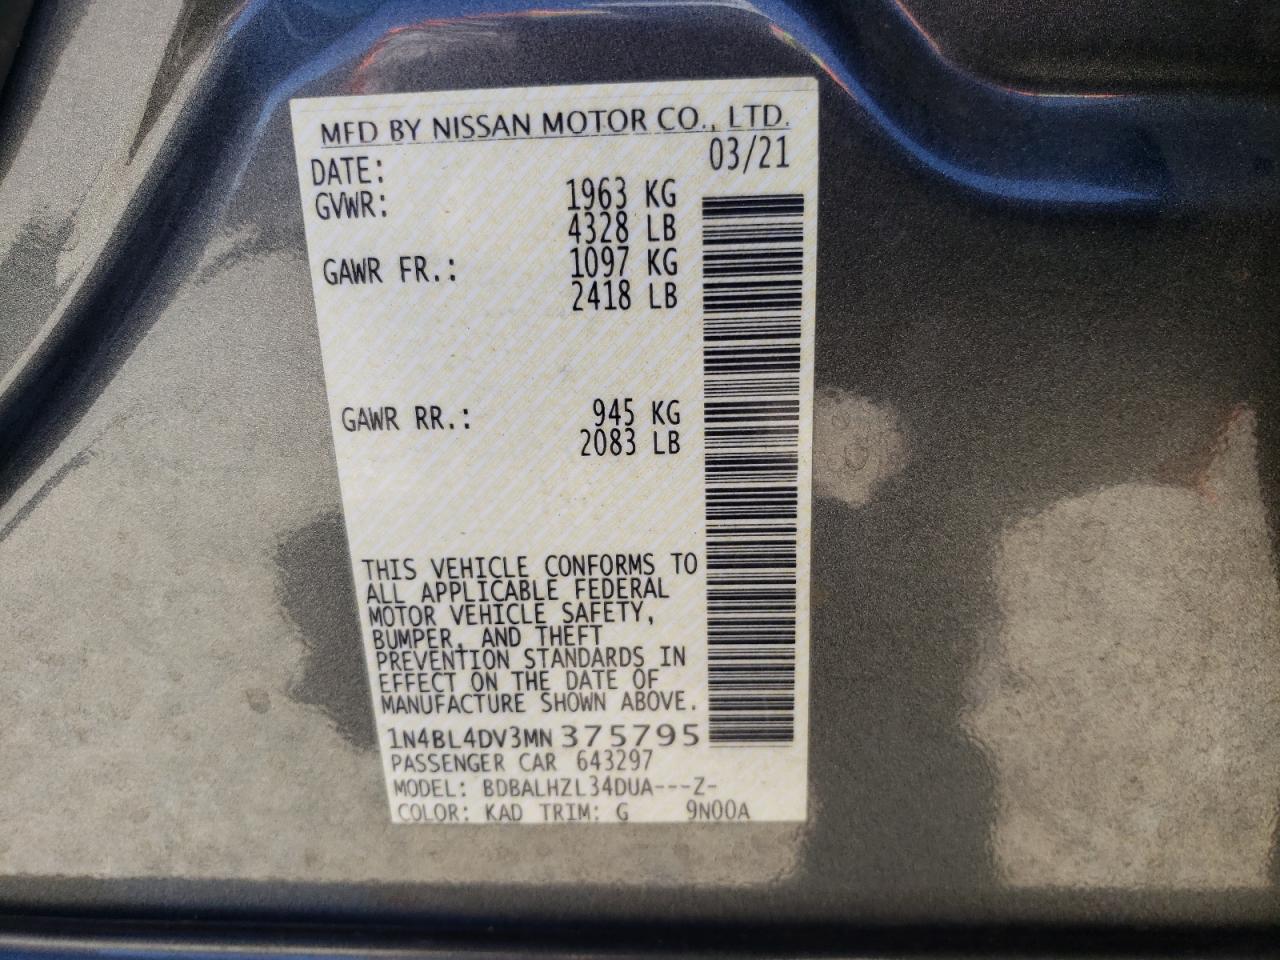 MFD BY NISSAN MOTOR CO., LTD.
DATE: 03/21
GVWR: 1963 KG
4328 LB
GAWR FR.: 1097 KG
2418 LB
GAWR RR.: 945 KG
2083 LB
THIS VEHICLE CONFORMS TO
ALL APPLICABLE FEDERAL
MOTOR VEHICLE SAFETY,
BUMPER, AND THEFT
PREVENTION STANDARDS IN
EFFECT ON THE DATE OF
MANUFACTURE SHOWN ABOVE.
1N4BL4DV3MN375795
PASSENGER CAR 643297
MODEL: BDBALHZL34DUA---Z-
COLOR: KAD TRIM: G 9N00A